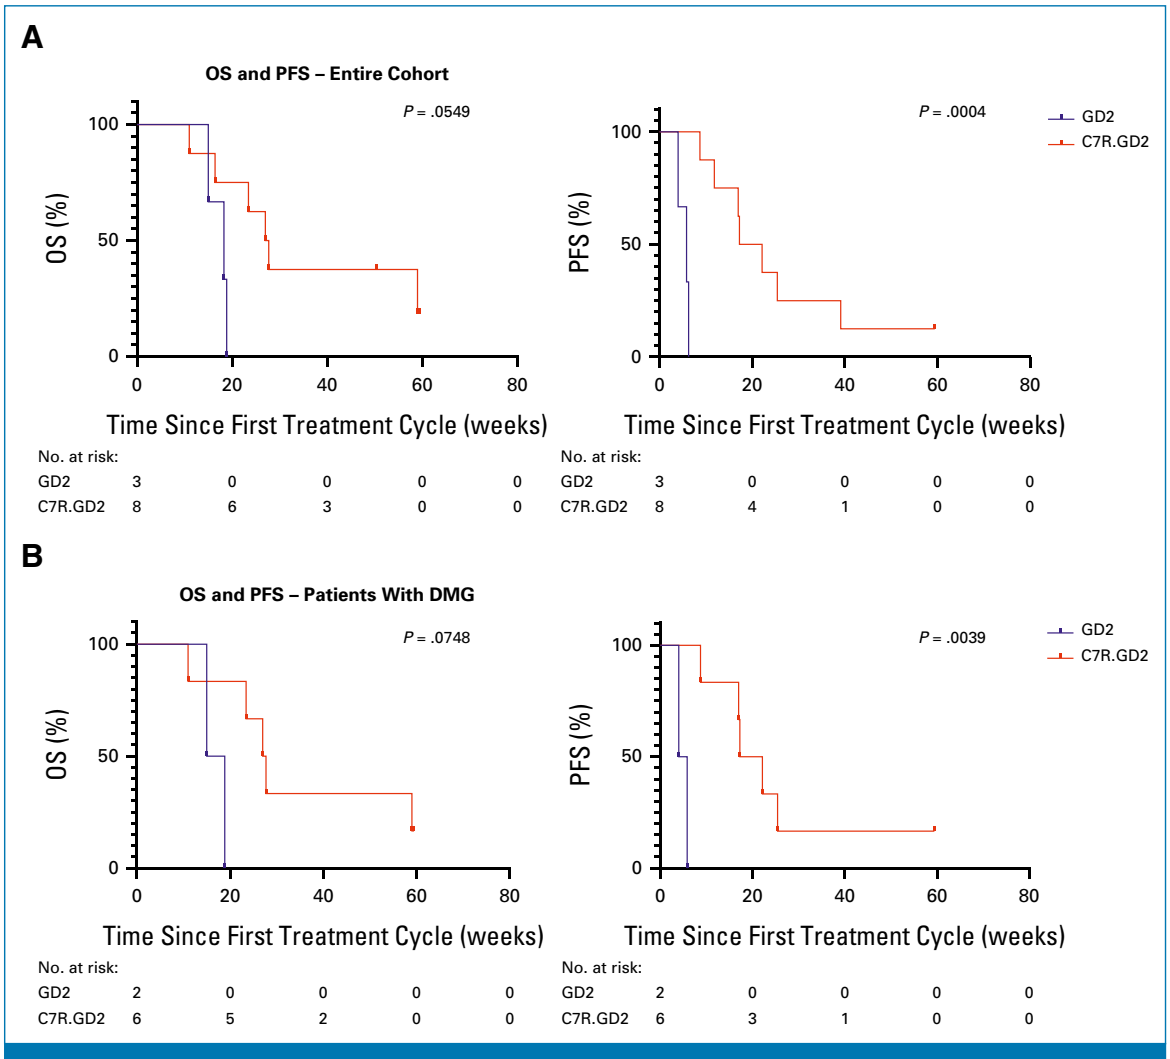 A
OS and PFS – Entire Cohort
P = .0549
100
50
0
OS (%)
0 20 40 60 80
Time Since First Treatment Cycle (weeks)
No. at risk:
GD2 3 0 0 0 0
C7R.GD2 8 6 3 0 0
P = .0004
GD2
C7R.GD2
100
50
0
PFS (%)
0 20 40 60 80
Time Since First Treatment Cycle (weeks)
No. at risk:
GD2 3 0 0 0 0
C7R.GD2 8 4 1 0 0
B
OS and PFS – Patients With DMG
P = .0748
100
50
0
OS (%)
0 20 40 60 80
Time Since First Treatment Cycle (weeks)
No. at risk:
GD2 2 0 0 0 0
C7R.GD2 6 5 2 0 0
P = .0039
GD2
C7R.GD2
100
50
0
PFS (%)
0 20 40 60 80
Time Since First Treatment Cycle (weeks)
No. at risk:
GD2 2 0 0 0 0
C7R.GD2 6 3 1 0 0